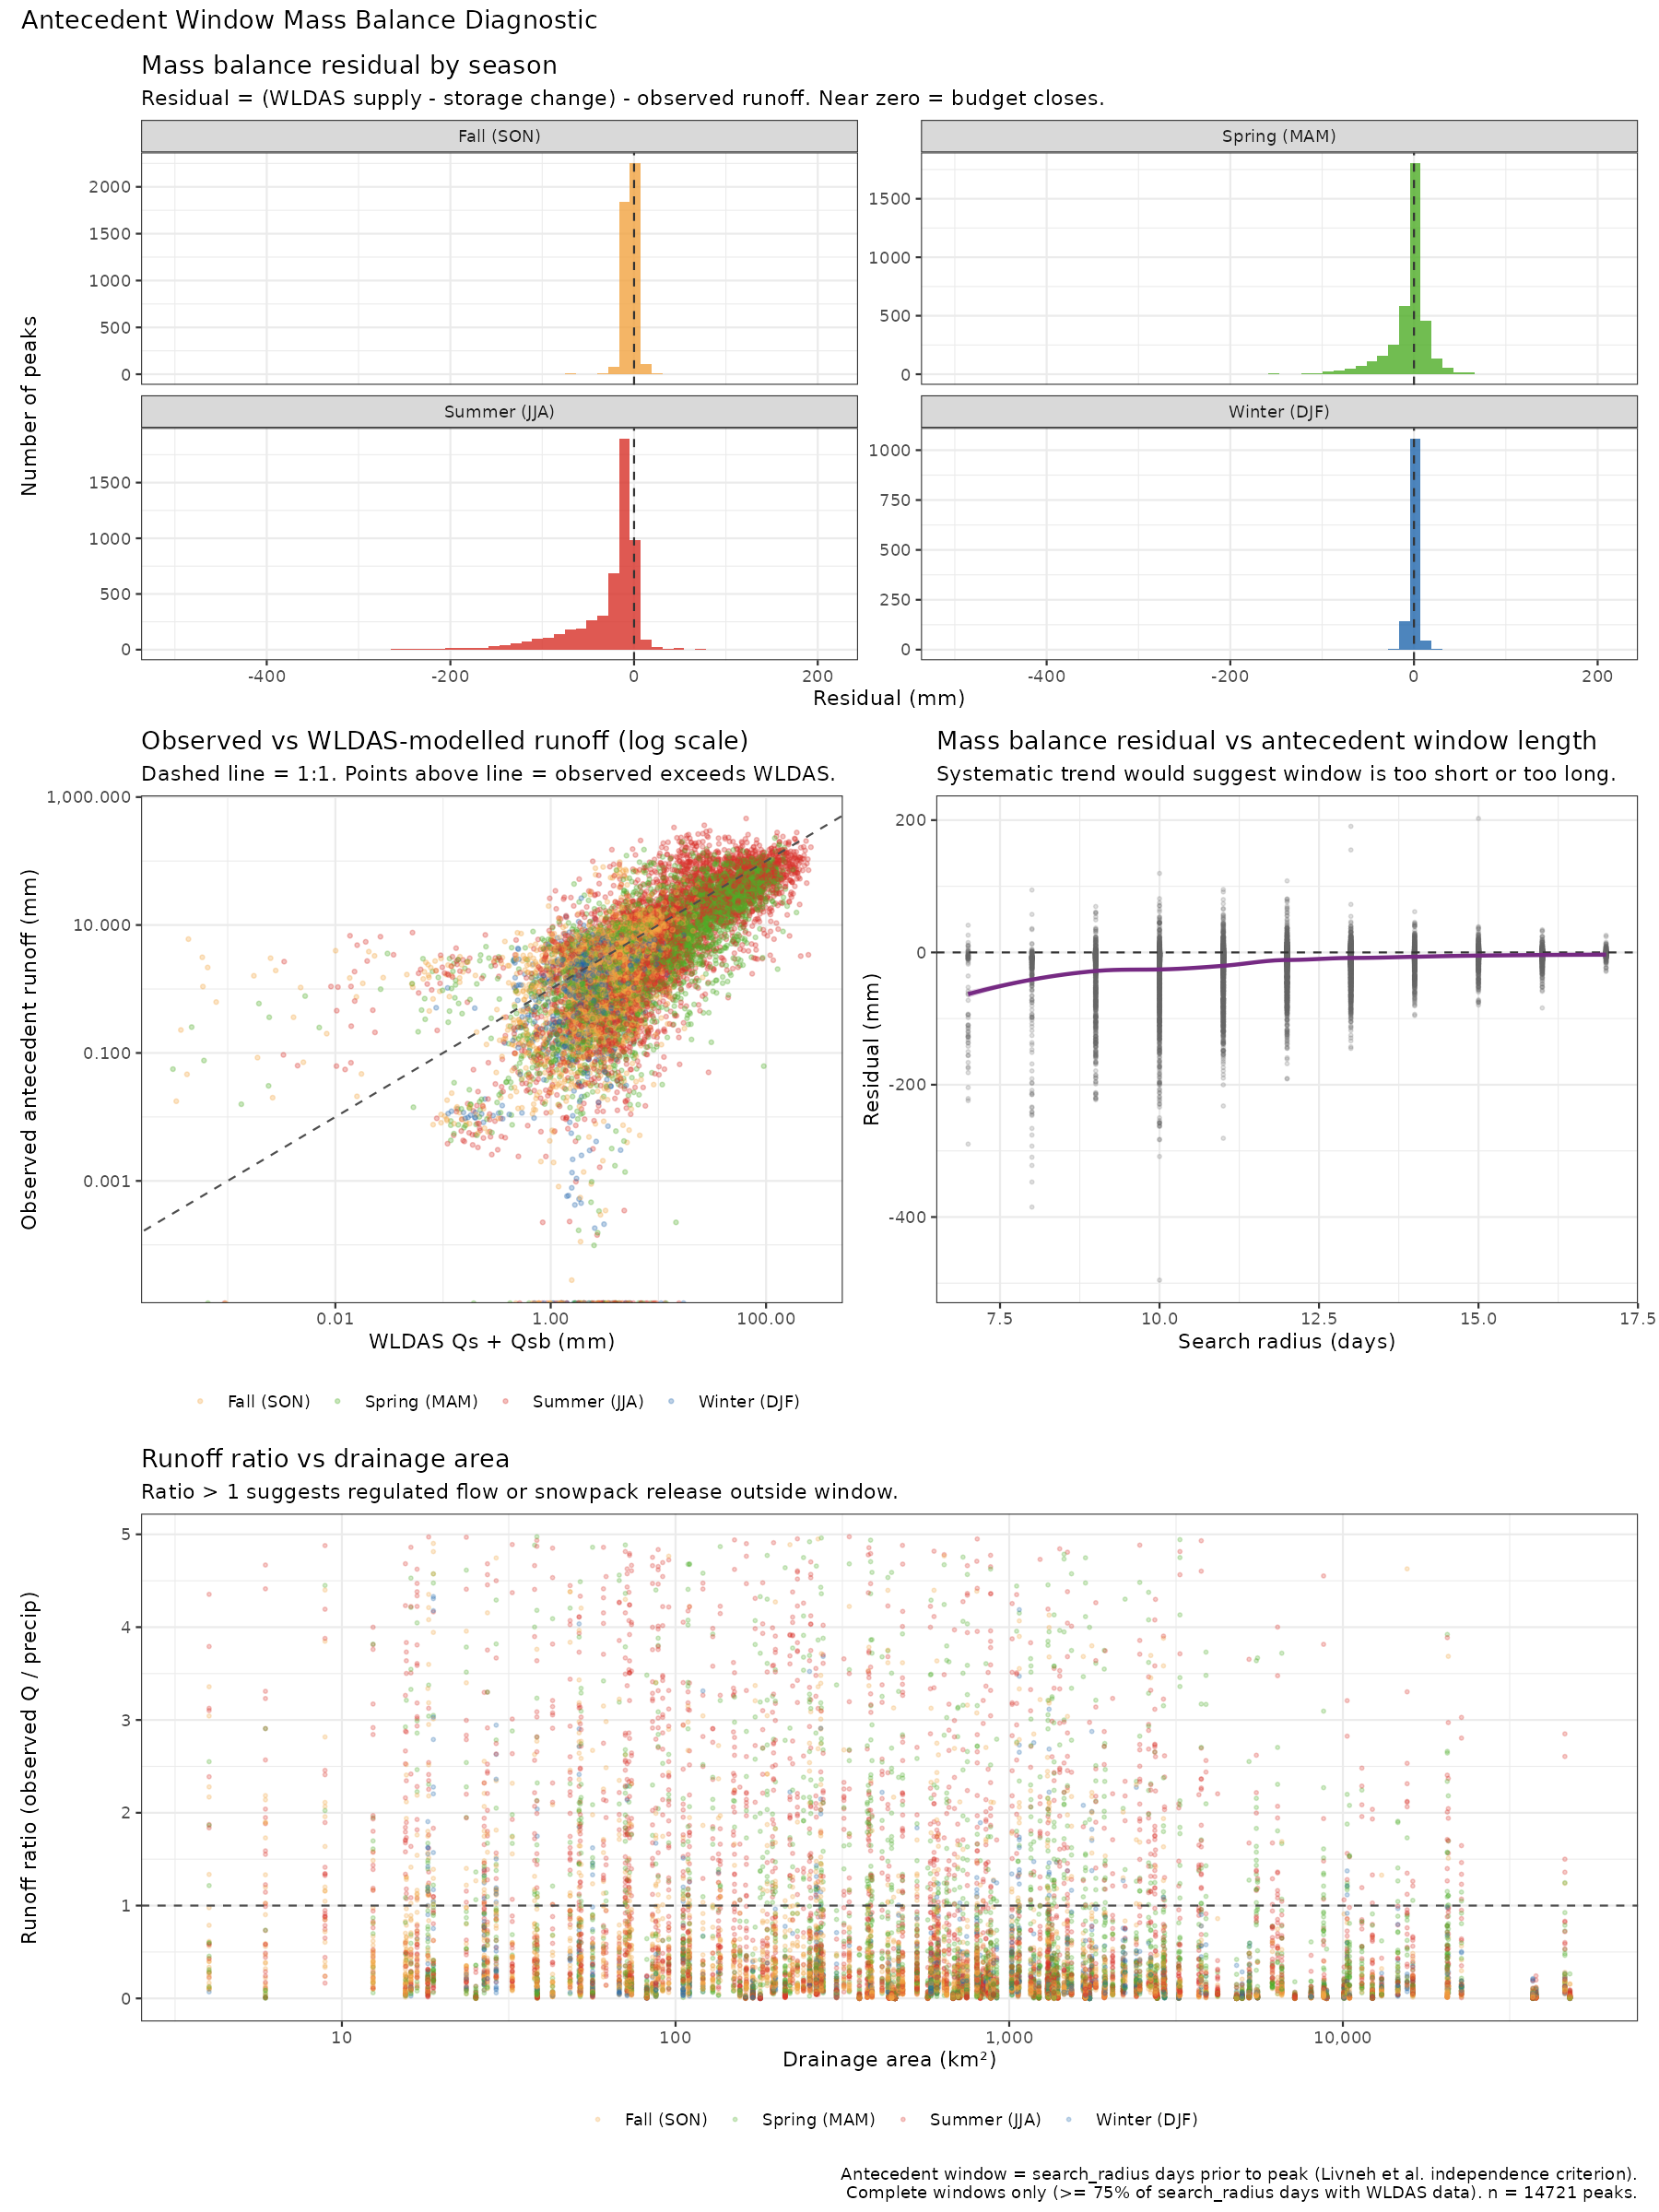 Antecedent Window Mass Balance Diagnostic
Mass balance residual by season
Residual = (WLDAS supply - storage change) - observed runoff. Near zero = budget closes.
Fall (SON)
Spring (MAM)
2000
1500
1000
500
0
1500
1000
500
0
Number of peaks
Summer (JJA)
Winter (DJF)
1500
1000
500
0
1000
750
500
250
0
-400
-200
0
200
-400
-200
0
200
Residual (mm)
Observed vs WLDAS-modelled runoff (log scale)
Dashed line = 1:1. Points above line = observed exceeds WLDAS.
Observed antecedent runoff (mm)
1,000.000
10.000
0.100
0.001
0.01
1.00
100.00
WLDAS Qs + Qsb (mm)
Fall (SON)
Spring (MAM)
Summer (JJA)
Winter (DJF)
Mass balance residual vs antecedent window length
Systematic trend would suggest window is too short or too long.
Residual (mm)
200
0
-200
-400
7.5
10.0
12.5
15.0
17.5
Search radius (days)
Runoff ratio vs drainage area
Ratio > 1 suggests regulated flow or snowpack release outside window.
Runoff ratio (observed Q / precip)
5
4
3
2
1
0
10
100
1,000
10,000
Drainage area (km²)
Fall (SON)
Spring (MAM)
Summer (JJA)
Winter (DJF)
Antecedent window = search_radius days prior to peak (Livneh et al. independence criterion).
Complete windows only (>= 75% of search_radius days with WLDAS data). n = 14721 peaks.